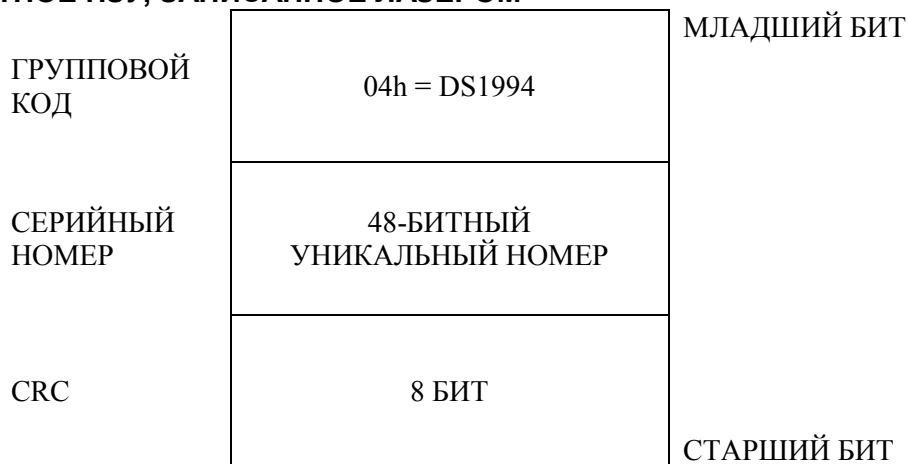 МЛАДШИЙ БИТ
ГРУППОВОЙ
КОД
04h = DS1994
СЕРИЙНЫЙ
НОМЕР
48-БИТНЫЙ
УНИКАЛЬНЫЙ НОМЕР
CRC
8 БИТ
СТАРШИЙ БИТ